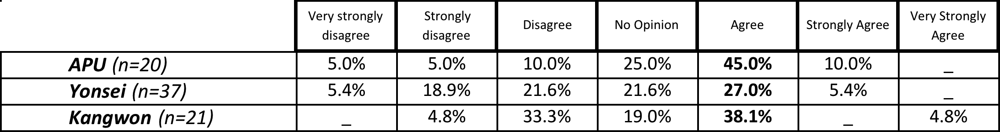 Very strongly disagree Strongly disagree Disagree No Opinion Agree Strongly Agree Very Strongly Agree
APU (n=20) 5.0% 5.0% 10.0% 25.0% 45.0% 10.0% _
Yonsei (n=37) 5.4% 18.9% 21.6% 21.6% 27.0% 5.4% _
Kangwon (n=21) _ 4.8% 33.3% 19.0% 38.1% _ 4.8%